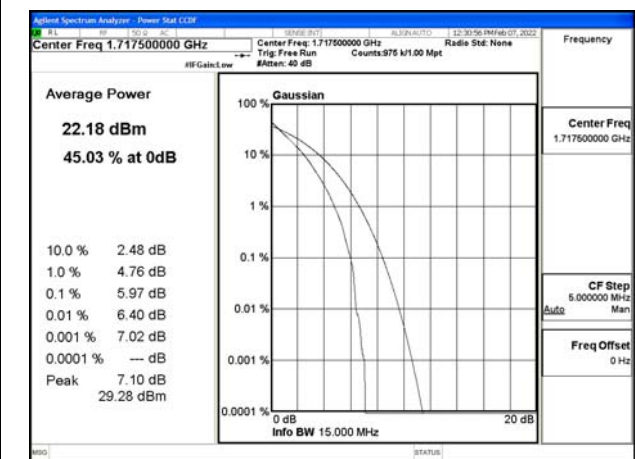 Agilent Spectrum Analyzer - Power Stat CCDF
RL RF 50 Ω AC SENSE:INT ALIGN AUTO 12:30:56 PM Feb 07, 2022
Center Freq 1.717500000 GHz
Center Freq: 1.717500000 GHz Radio Std: None
Trig: Free Run Counts:975 k/1.00 Mpt
#IFGain:Low #Atten: 40 dB
Frequency
Average Power
22.18 dBm
45.03 % at 0dB
10.0 % 2.48 dB
1.0 % 4.76 dB
0.1 % 5.97 dB
0.01 % 6.40 dB
0.001 % 7.02 dB
0.0001 % --- dB
Peak 7.10 dB
29.28 dBm
Gaussian
100 %
10 %
1 %
0.1 %
0.01 %
0.001 %
0.0001 %
0 dB 20 dB
Info BW 15.000 MHz
Center Freq
1.717500000 GHz
CF Step
5.000000 MHz
Auto Man
Freq Offset
0 Hz
MSG STATUS